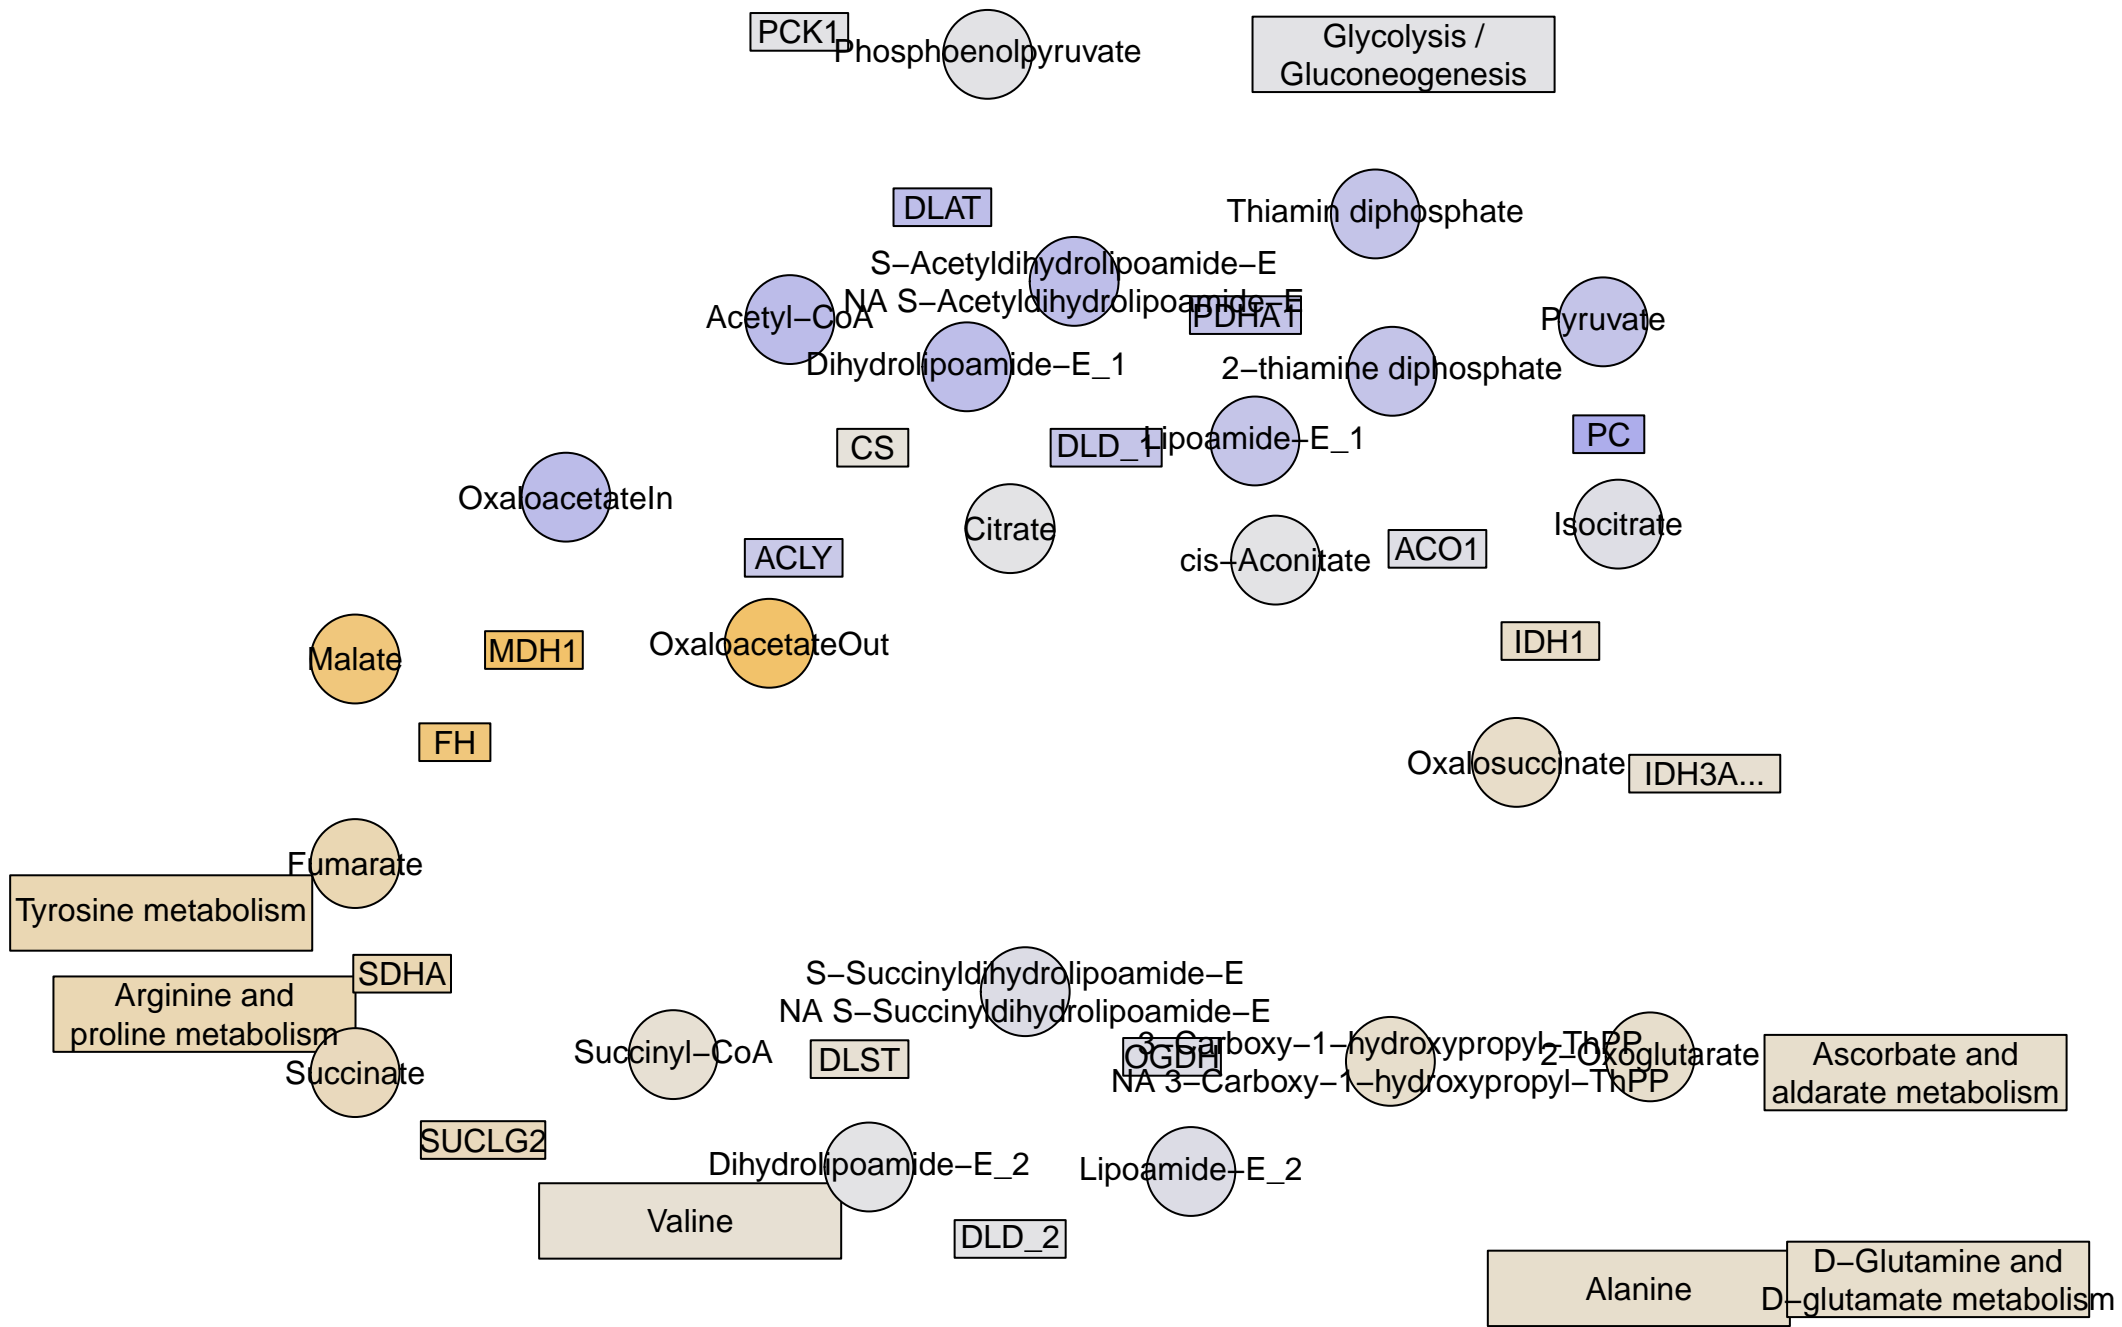 PCK1
Phosphoenolpyruvate
Glycolysis /
Gluconeogenesis
DLAT
Thiamin diphosphate
S−Acetyldihydrolipoamide−E
NA S−Acetyldihydrolipoamide−E
Acetyl−CoA
PDHA1
Pyruvate
Dihydrolipoamide−E_1
2−thiamine diphosphate
CS
DLD_1
Lipoamide−E_1
PC
OxaloacetateIn
Citrate
Isocitrate
ACLY
cis−Aconitate
ACO1
Malate
MDH1
OxaloacetateOut
IDH1
FH
Oxalosuccinate
IDH3A...
Fumarate
Tyrosine metabolism
SDHA
Arginine and
proline metabolism
Succinate
S−Succinyldihydrolipoamide−E
NA S−Succinyldihydrolipoamide−E
Succinyl−CoA
DLST
OGDH
3−Carboxy−1−hydroxypropyl−ThPP
NA 3−Carboxy−1−hydroxypropyl−ThPP
2−Oxoglutarate
Ascorbate and
aldarate metabolism
SUCLG2
Dihydrolipoamide−E_2
Lipoamide−E_2
Valine
DLD_2
Alanine
D−Glutamine and
D−glutamate metabolism